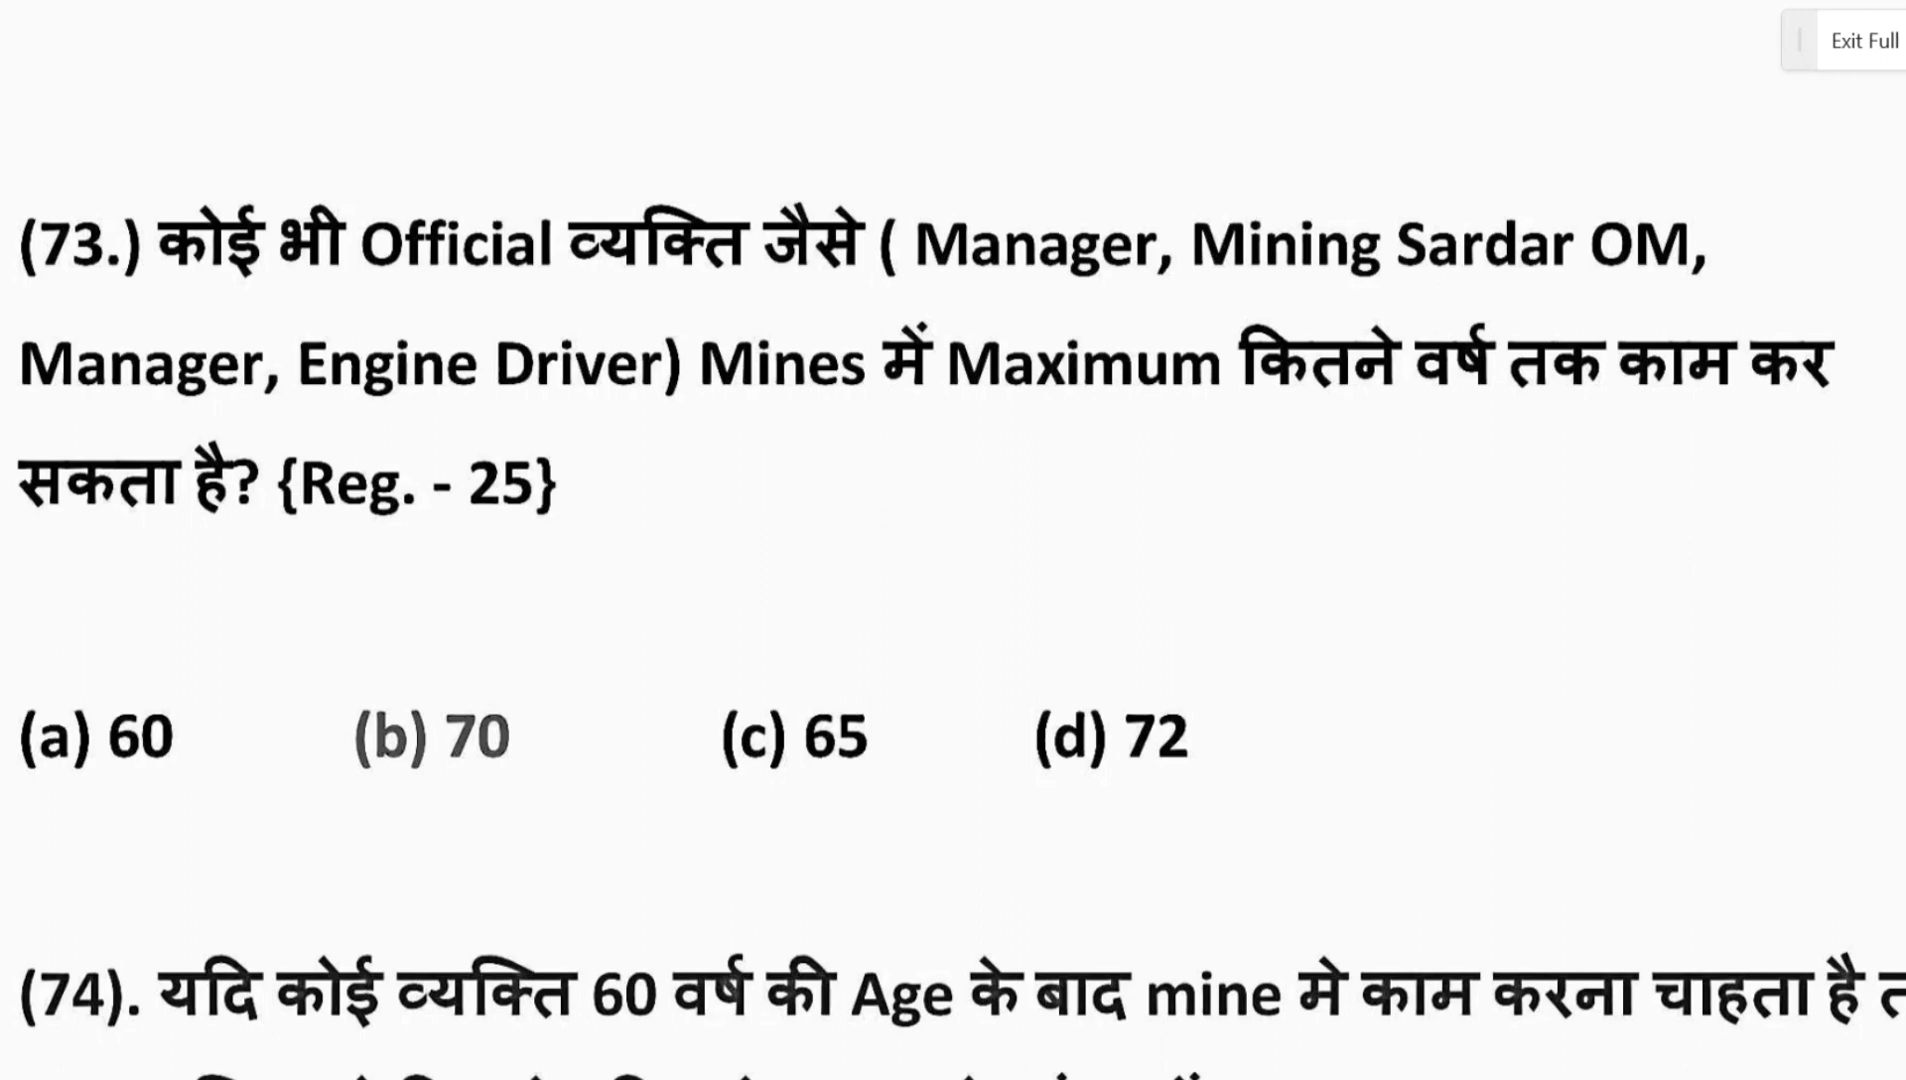 Exit Full
(73.) कोई भी Official व्यक्ति जैसे ( Manager, Mining Sardar OM,
Manager, Engine Driver) Mines में Maximum कितने वर्ष तक काम कर
सकता है? {Reg. - 25}
(a) 60 (b) 70 (c) 65 (d) 72
(74). यदि कोई व्यक्ति 60 वर्ष की Age के बाद mine मे काम करना चाहता है